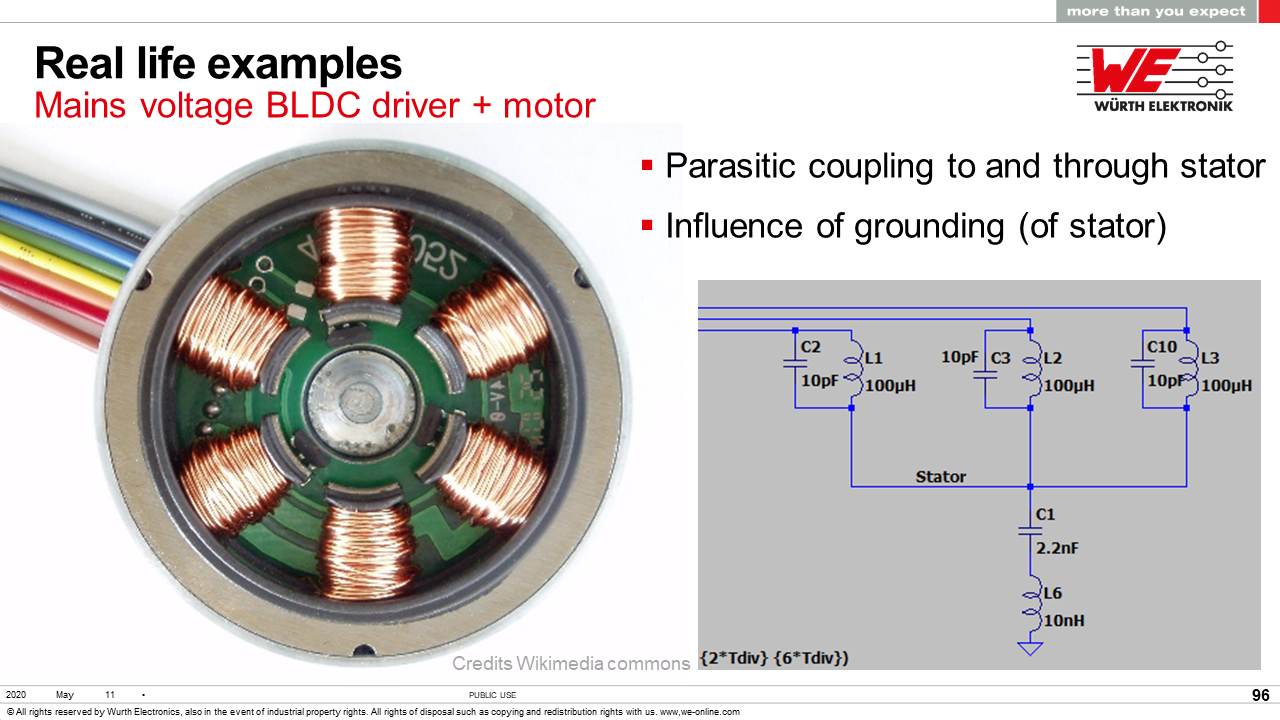 more than you expect
Real life examples
Mains voltage BLDC driver + motor
WE
WÜRTH ELEKTRONIK
▪ Parasitic coupling to and through stator
▪ Influence of grounding (of stator)
C2
10pF
L1
100µH
10pF
C3
L2
100µH
C10
10pF
L3
100µH
Stator
C1
2.2nF
L6
10nH
{2*Tdiv} {6*Tdiv})
Credits Wikimedia commons
2020 May 11 •
PUBLIC USE
96
© All rights reserved by Wurth Electronics, also in the event of industrial property rights. All rights of disposal such as copying and redistribution rights with us. www,we-online.com